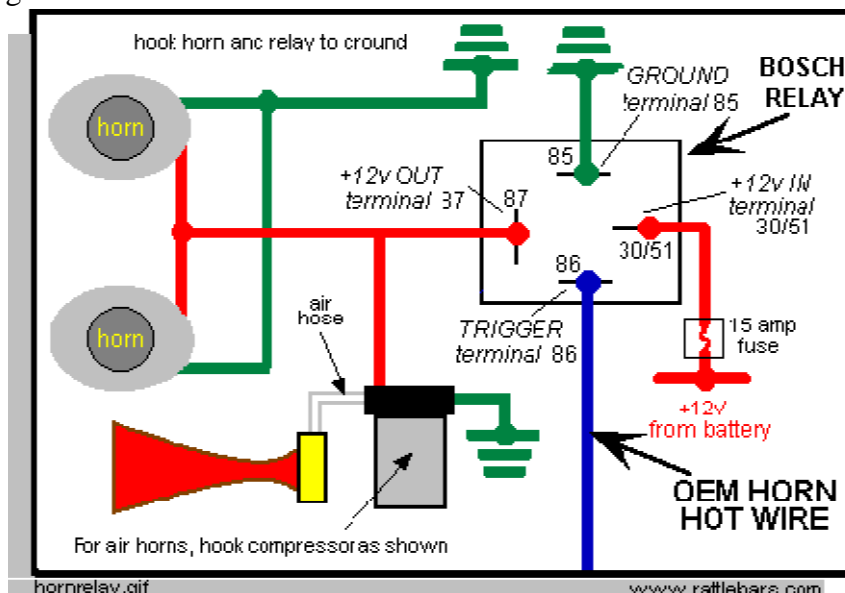 hook horn anc relay to cround
horn
horn
GROUND
terminal 85
BOSCH
RELAY
85
+12v OUT
terminal 37
87
+12v IN
terminal
30/51
30/51
86
TRIGGER
terminal 86
air
hose
15 amp
fuse
+12v
from battery
OEM HORN
HOT WIRE
For air horns, hook compressor as shown
hornrelay.gif
www.rattlebars.com